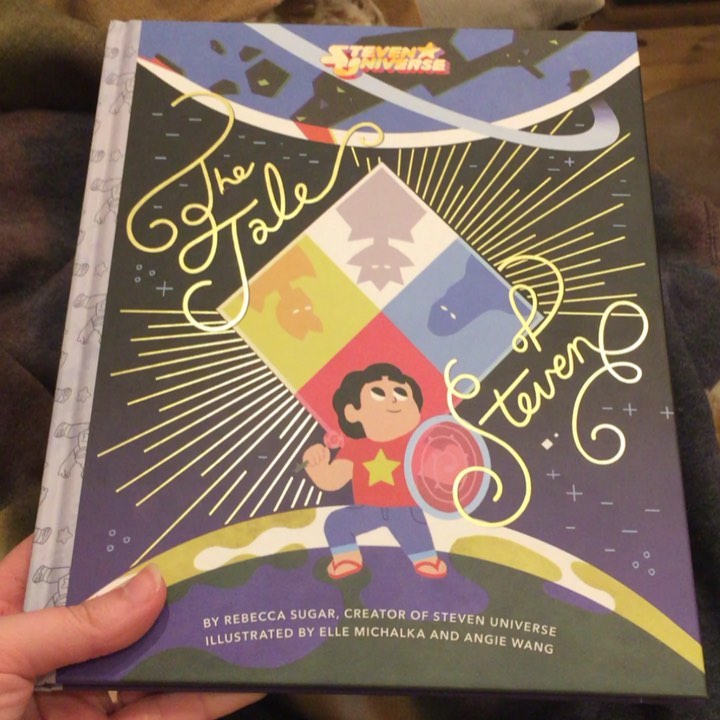 STEVEN
UNIVERSE
The
Tale
of
Steven
BY REBECCA SUGAR, CREATOR OF STEVEN UNIVERSE
ILLUSTRATED BY ELLE MICHALKA AND ANGIE WANG